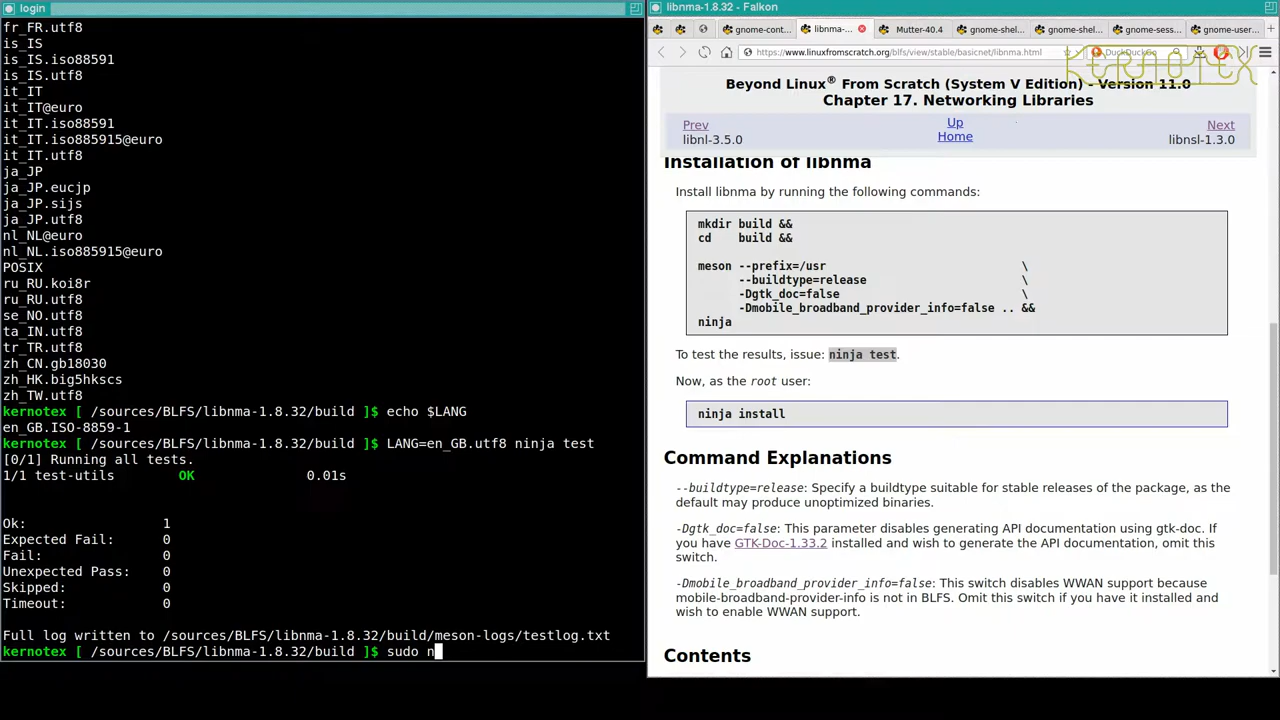 login
fr_FR.utf8
is_IS
is_IS.iso88591
is_IS.utf8
it_IT
it_IT@euro
it_IT.iso88591
it_IT.iso885915@euro
it_IT.utf8
ja_JP
ja_JP.eucjp
ja_JP.sijs
ja_JP.utf8
nl_NL@euro
nl_NL.iso885915@euro
POSIX
ru_RU.koi8r
ru_RU.utf8
se_NO.utf8
ta_IN.utf8
tr_TR.utf8
zh_CN.gb18030
zh_HK.big5hkscs
zh_TW.utf8
kernotex [ /sources/BLFS/libnma-1.8.32/build ]$ echo $LANG
en_GB.ISO-8859-1
kernotex [ /sources/BLFS/libnma-1.8.32/build ]$ LANG=en_GB.utf8 ninja test
[0/1] Running all tests.
1/1 test-utils OK 0.01s
Ok: 1
Expected Fail: 0
Fail: 0
Unexpected Pass: 0
Skipped: 0
Timeout: 0
Full log written to /sources/BLFS/libnma-1.8.32/build/meson-logs/testlog.txt
kernotex [ /sources/BLFS/libnma-1.8.32/build ]$ sudo n
libnma-1.8.32 - Falkon
gnome-cont... libnma-... Mutter-40.4 gnome-shel... gnome-shel... gnome-sess... gnome-user...
https://www.linuxfromscratch.org/blfs/view/stable/basicnet/libnma.html DuckDuckGo
KERNOTEX
Beyond Linux® From Scratch (System V Edition) - Version 11.0
Chapter 17. Networking Libraries
Prev Up Next
libnl-3.5.0 Home libnsl-1.3.0
Installation of libnma
Install libnma by running the following commands:
mkdir build &&
cd build &&
meson --prefix=/usr \
--buildtype=release \
-Dgtk_doc=false \
-Dmobile_broadband_provider_info=false .. &&
ninja
To test the results, issue: ninja test.
Now, as the root user:
ninja install
Command Explanations
--buildtype=release: Specify a buildtype suitable for stable releases of the package, as the
default may produce unoptimized binaries.
-Dgtk_doc=false: This parameter disables generating API documentation using gtk-doc. If
you have GTK-Doc-1.33.2 installed and wish to generate the API documentation, omit this
switch.
-Dmobile_broadband_provider_info=false: This switch disables WWAN support because
mobile-broadband-provider-info is not in BLFS. Omit this switch if you have it installed and
wish to enable WWAN support.
Contents